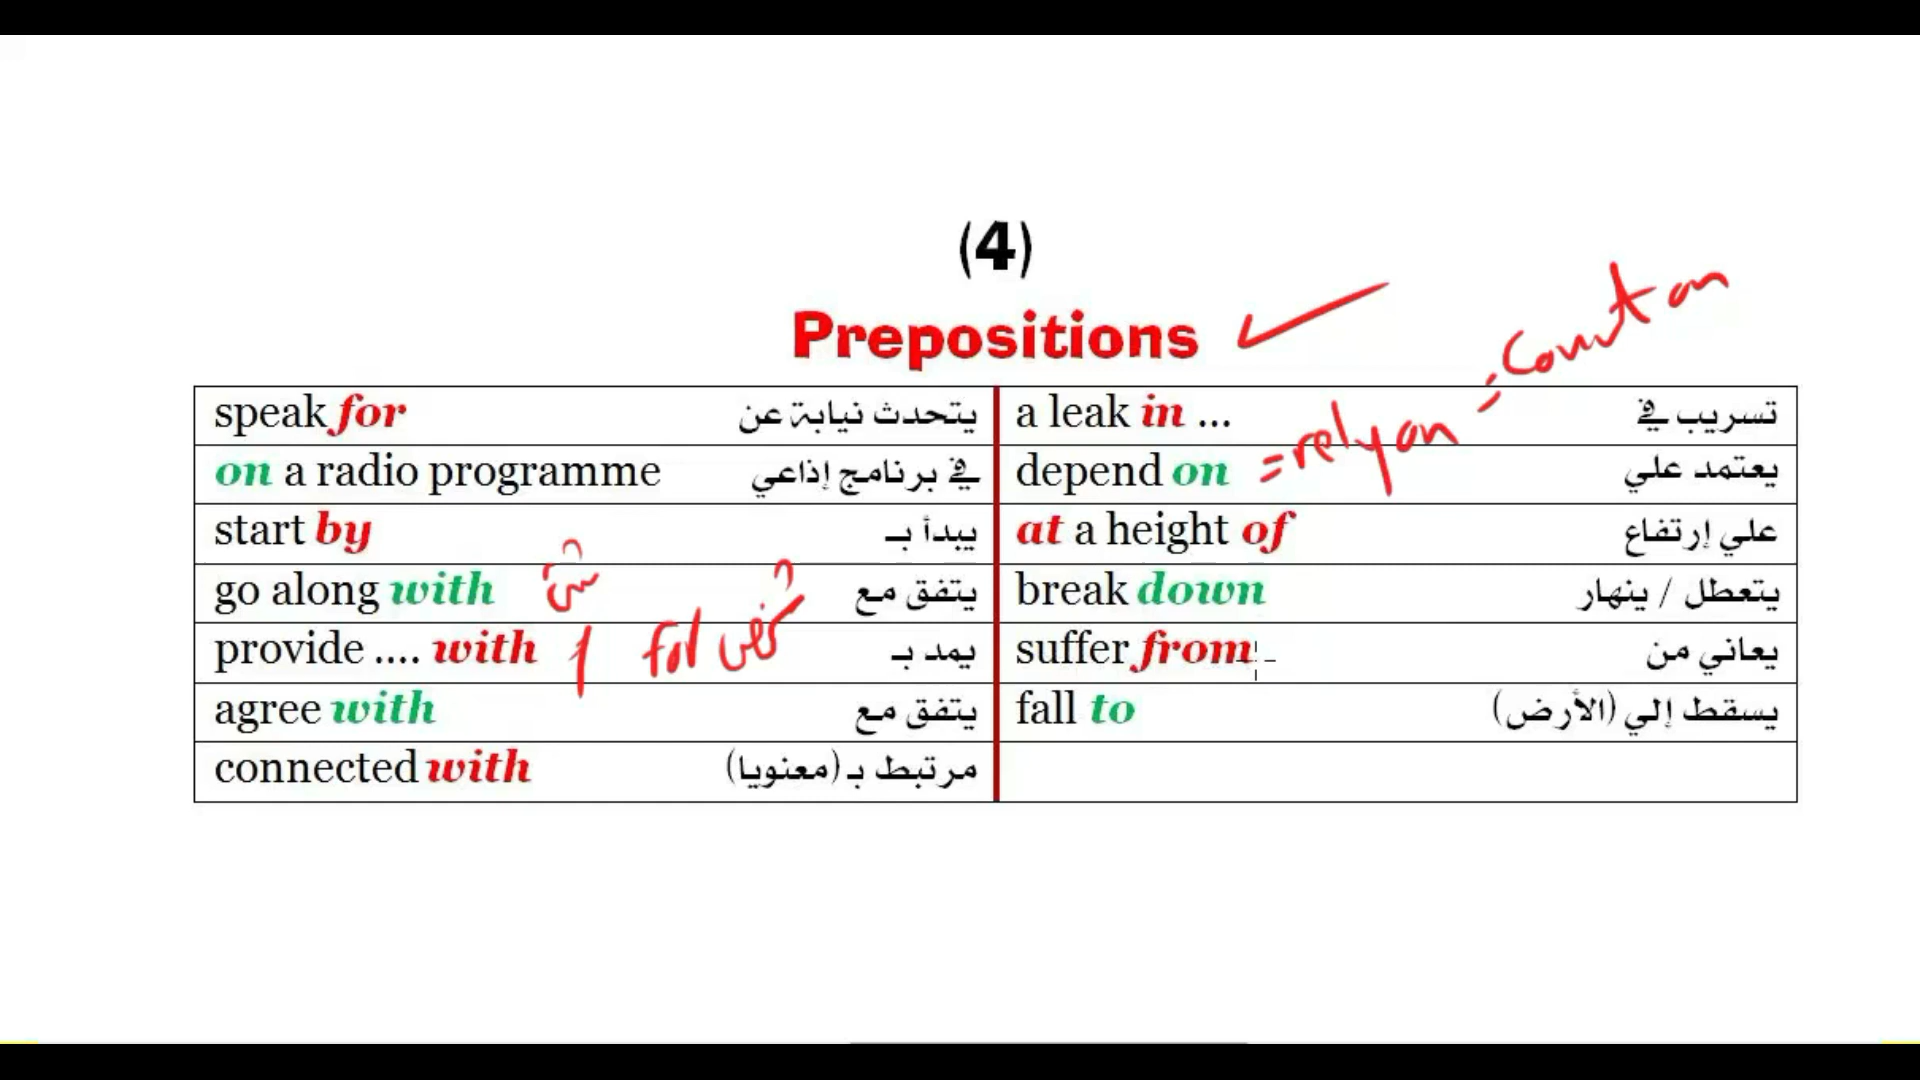 (4)
Prepositions
= count on
speak for يتحدث نيابة عن
on a radio programme في برنامج إذاعي
start by يبدأ بـ
go along with يتفق مع
provide .... with / for يمد بـ
agree with يتفق مع
connected with مرتبط بـ (معنويا)
a leak in ... تسريب في
depend on = rely on يعتمد علي
at a height of علي إرتفاع
break down يتعطل / ينهار
suffer from يعاني من
fall to يسقط إلي (الأرض)